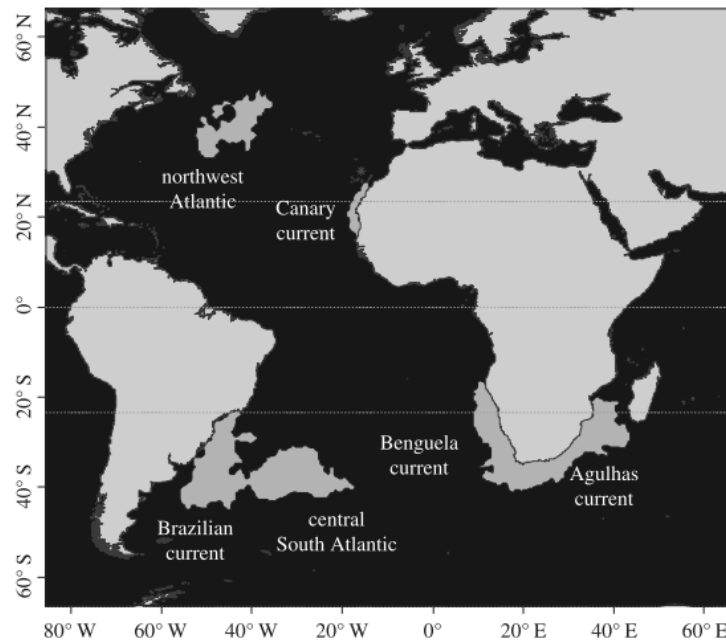 60° N
40° N
20° N
0°
20° S
40° S
60° S
northwest
Atlantic
Canary
current
Benguela
current
Agulhas
current
Brazilian
current
central
South Atlantic
80° W
60° W
40° W
20° W
0°
20° E
40° E
60° E